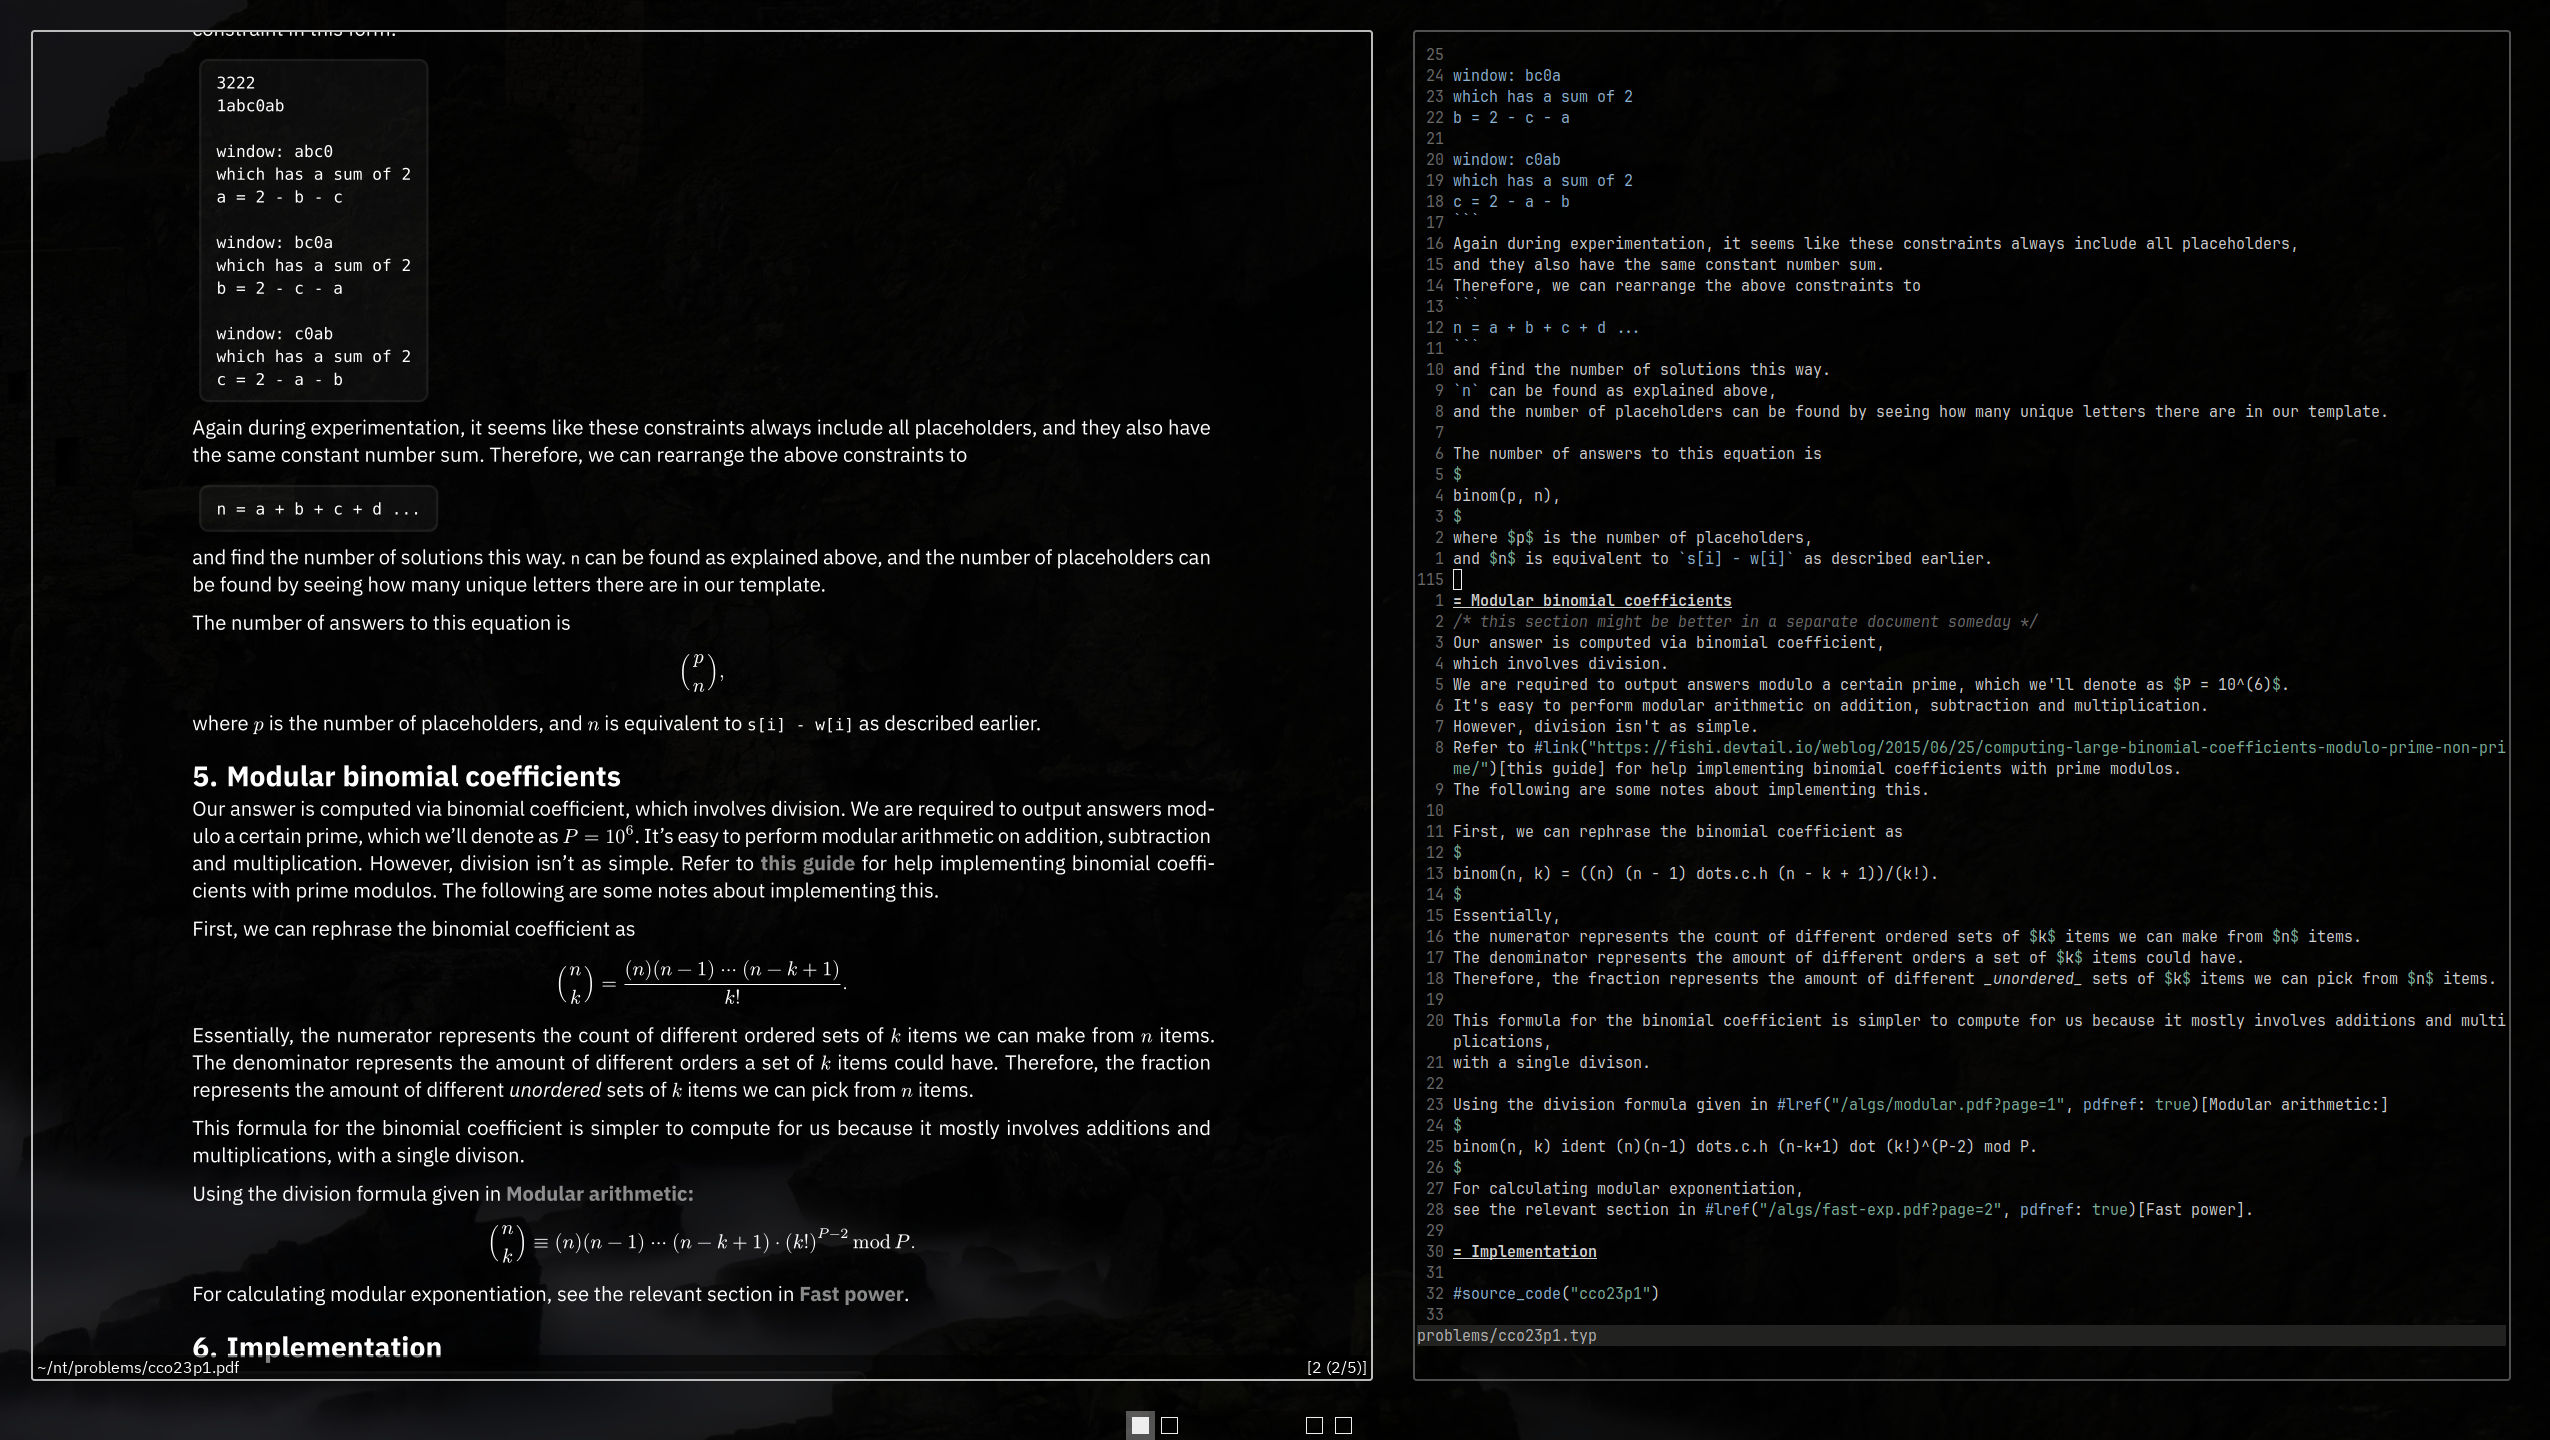 constraint in this form:
3222
1abc0ab
window: abc0
which has a sum of 2
a = 2 - b - c
window: bc0a
which has a sum of 2
b = 2 - c - a
window: c0ab
which has a sum of 2
c = 2 - a - b
Again during experimentation, it seems like these constraints always include all placeholders, and they also have
the same constant number sum. Therefore, we can rearrange the above constraints to
n = a + b + c + d ...
and find the number of solutions this way. n can be found as explained above, and the number of placeholders can
be found by seeing how many unique letters there are in our template.
The number of answers to this equation is
(p n),
where p is the number of placeholders, and n is equivalent to s[i] - w[i] as described earlier.
5. Modular binomial coefficients
Our answer is computed via binomial coefficient, which involves division. We are required to output answers mod-
ulo a certain prime, which we'll denote as P = 10⁶. It's easy to perform modular arithmetic on addition, subtraction
and multiplication. However, division isn't as simple. Refer to this guide for help implementing binomial coeffi-
cients with prime modulos. The following are some notes about implementing this.
First, we can rephrase the binomial coefficient as
(n k) = (n)(n − 1) ⋯ (n − k + 1) / k!.
Essentially, the numerator represents the count of different ordered sets of k items we can make from n items.
The denominator represents the amount of different orders a set of k items could have. Therefore, the fraction
represents the amount of different unordered sets of k items we can pick from n items.
This formula for the binomial coefficient is simpler to compute for us because it mostly involves additions and
multiplications, with a single divison.
Using the division formula given in Modular arithmetic:
(n k) ≡ (n)(n − 1) ⋯ (n − k + 1) · (k!)^(P−2) mod P.
For calculating modular exponentiation, see the relevant section in Fast power.
6. Implementation
~/nt/problems/cco23p1.pdf [2 (2/5)]
25
24 window: bc0a
23 which has a sum of 2
22 b = 2 - c - a
21
20 window: c0ab
19 which has a sum of 2
18 c = 2 - a - b
17 ```
16 Again during experimentation, it seems like these constraints always include all placeholders,
15 and they also have the same constant number sum.
14 Therefore, we can rearrange the above constraints to
13 ```
12 n = a + b + c + d ...
11 ```
10 and find the number of solutions this way.
9 `n` can be found as explained above,
8 and the number of placeholders can be found by seeing how many unique letters there are in our template.
7
6 The number of answers to this equation is
5 $
4 binom(p, n),
3 $
2 where $p$ is the number of placeholders,
1 and $n$ is equivalent to `s[i] - w[i]` as described earlier.
115
1 = Modular binomial coefficients
2 /* this section might be better in a separate document someday */
3 Our answer is computed via binomial coefficient,
4 which involves division.
5 We are required to output answers modulo a certain prime, which we'll denote as $P = 10^(6)$.
6 It's easy to perform modular arithmetic on addition, subtraction and multiplication.
7 However, division isn't as simple.
8 Refer to #link("https://fishi.devtail.io/weblog/2015/06/25/computing-large-binomial-coefficients-modulo-prime-non-pri
me/")[this guide] for help implementing binomial coefficients with prime modulos.
9 The following are some notes about implementing this.
10
11 First, we can rephrase the binomial coefficient as
12 $
13 binom(n, k) = ((n) (n - 1) dots.c.h (n - k + 1))/(k!).
14 $
15 Essentially,
16 the numerator represents the count of different ordered sets of $k$ items we can make from $n$ items.
17 The denominator represents the amount of different orders a set of $k$ items could have.
18 Therefore, the fraction represents the amount of different _unordered_ sets of $k$ items we can pick from $n$ items.
19
20 This formula for the binomial coefficient is simpler to compute for us because it mostly involves additions and multi
plications,
21 with a single divison.
22
23 Using the division formula given in #lref("/algs/modular.pdf?page=1", pdfref: true)[Modular arithmetic:]
24 $
25 binom(n, k) ident (n)(n-1) dots.c.h (n-k+1) dot (k!)^(P-2) mod P.
26 $
27 For calculating modular exponentiation,
28 see the relevant section in #lref("/algs/fast-exp.pdf?page=2", pdfref: true)[Fast power].
29
30 = Implementation
31
32 #source_code("cco23p1")
33
problems/cco23p1.typ